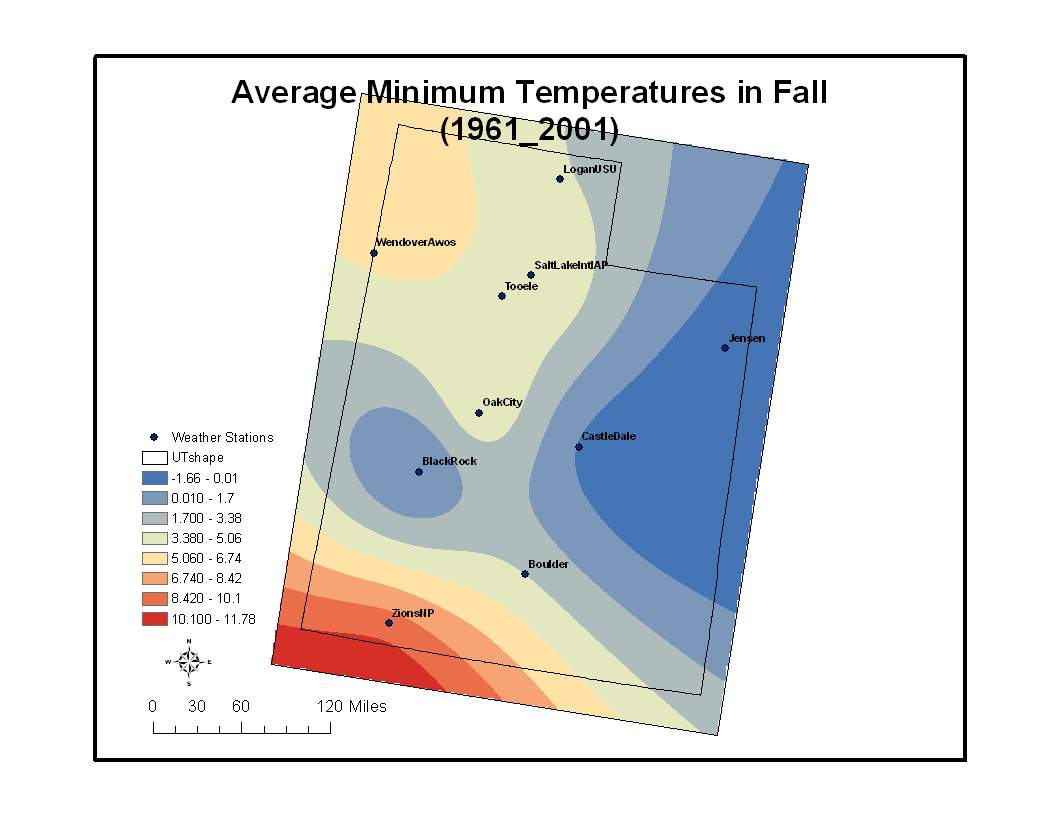 Average Minimum Temperatures in Fall
(1961_2001)
LoganUSU
WendoverAwos
SaltLakeIntlAP
Tooele
Jensen
OakCity
CastleDale
BlackRock
Boulder
ZionsNP
Weather Stations
UTshape
-1.66 - 0.01
0.010 - 1.7
1.700 - 3.38
3.380 - 5.06
5.060 - 6.74
6.740 - 8.42
8.420 - 10.1
10.100 - 11.78
N
W E
S
0 30 60 120 Miles